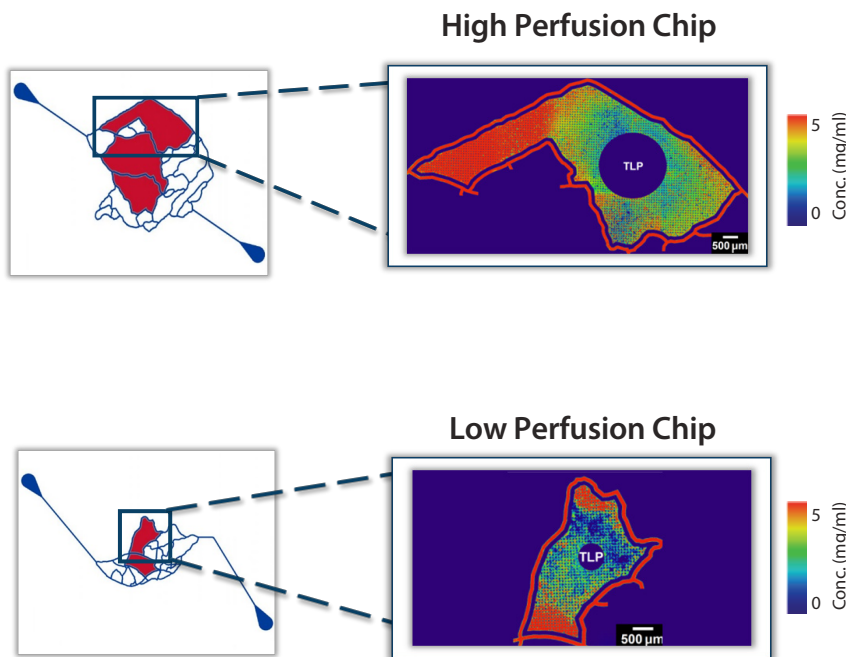 High Perfusion Chip
TLP
500 µm
5
0
Conc. (mg/ml)
Low Perfusion Chip
TLP
500 µm
5
0
Conc. (mg/ml)